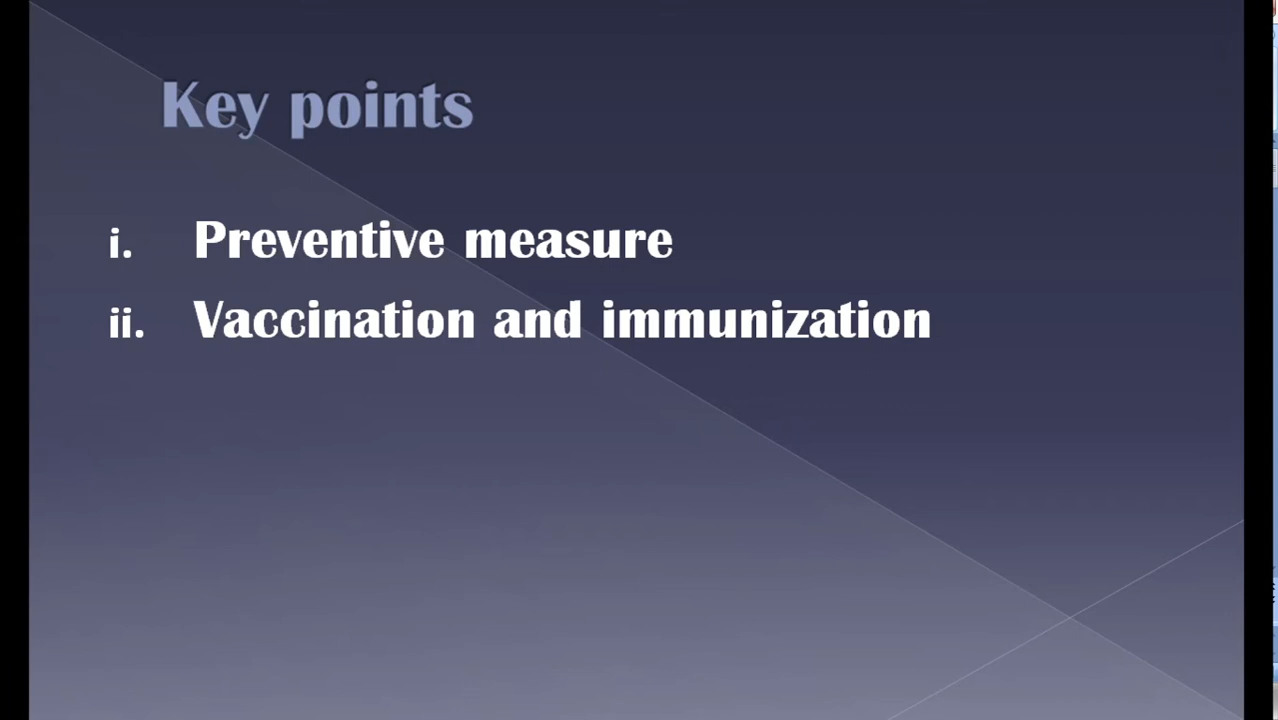 Key points
i. Preventive measure
ii. Vaccination and immunization